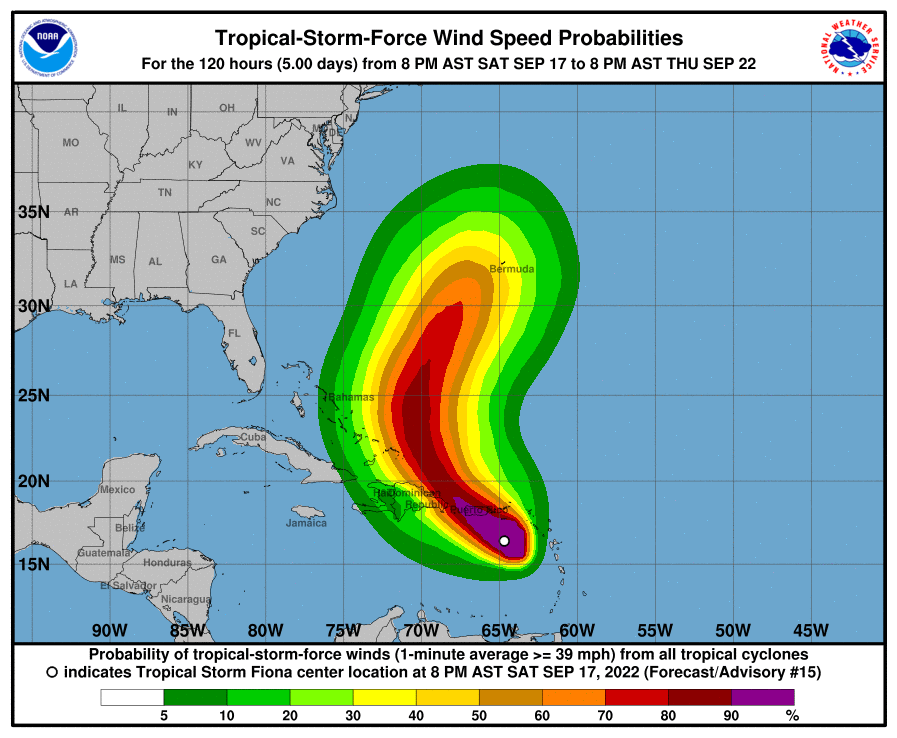 Tropical-Storm-Force Wind Speed Probabilities
For the 120 hours (5.00 days) from 8 PM AST SAT SEP 17 to 8 PM AST THU SEP 22
NOAA
NATIONAL WEATHER SERVICE
IL
IN
OH
MO
WV
DE
KY
VA
TN
NC
AR
35N
SC
MS
AL
GA
LA
Bermuda
30N
FL
25N
Bahamas
Cuba
20N
Mexico
Dominican
Puerto Rico
Jamaica
Belize
Guatemala
Honduras
15N
El Salvador
Nicaragua
90W 85W 80W 75W 70W 65W 60W 55W 50W 45W
Probability of tropical-storm-force winds (1-minute average >= 39 mph) from all tropical cyclones
indicates Tropical Storm Fiona center location at 8 PM AST SAT SEP 17, 2022 (Forecast/Advisory #15)
5 10 20 30 40 50 60 70 80 90 %